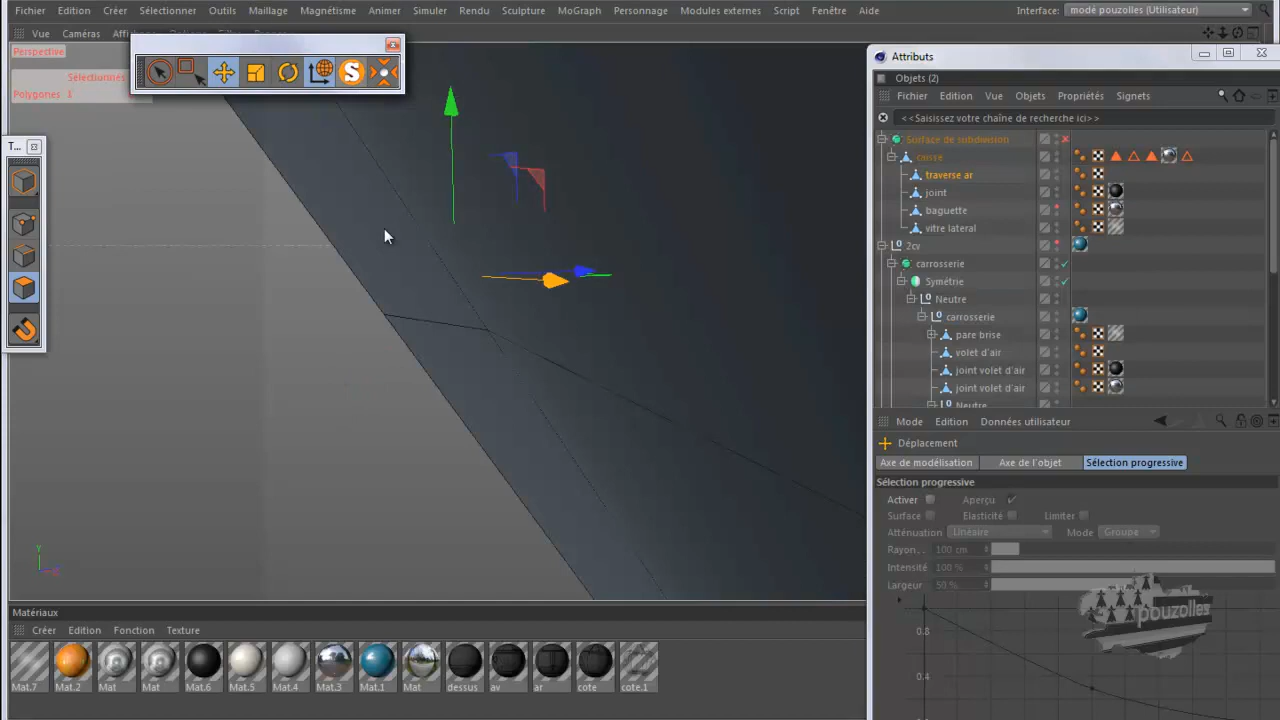 Fichier Edition Créer Sélectionner Outils Maillage Magnétisme Animer Simuler Rendu Sculpture MoGraph Personnage Modules externes Script Fenêtre Aide Interface: mode pouzolles (Utilisateur)
Vue Caméras
Perspective
Sélectionnés
Polygones 1
T...
S
Attributs
Objets (2)
Fichier Edition Vue Objets Propriétés Signets
<<Saisissez votre chaîne de recherche ici>>
Surface de subdivision
caisse
traverse ar
joint
baguette
vitre lateral
2cv
carrosserie
Symétrie
Neutre
carrosserie
pare brise
volet d'air
joint volet d'air
joint volet d'air
Neutre
Mode Edition Données utilisateur
Déplacement
Axe de modélisation Axe de l'objet Sélection progressive
Sélection progressive
Activer Aperçu
Surface Elasticité Limiter
Atténuation Linéaire Mode Groupe
Rayon.. 100 cm
Intensité 100 %
Largeur 50 %
0.8
0.4
pouzolles
Y
Matériaux
Créer Edition Fonction Texture
Mat.7 Mat.2 Mat Mat Mat.6 Mat.5 Mat.4 Mat.3 Mat.1 Mat dessus av ar cote cote.1